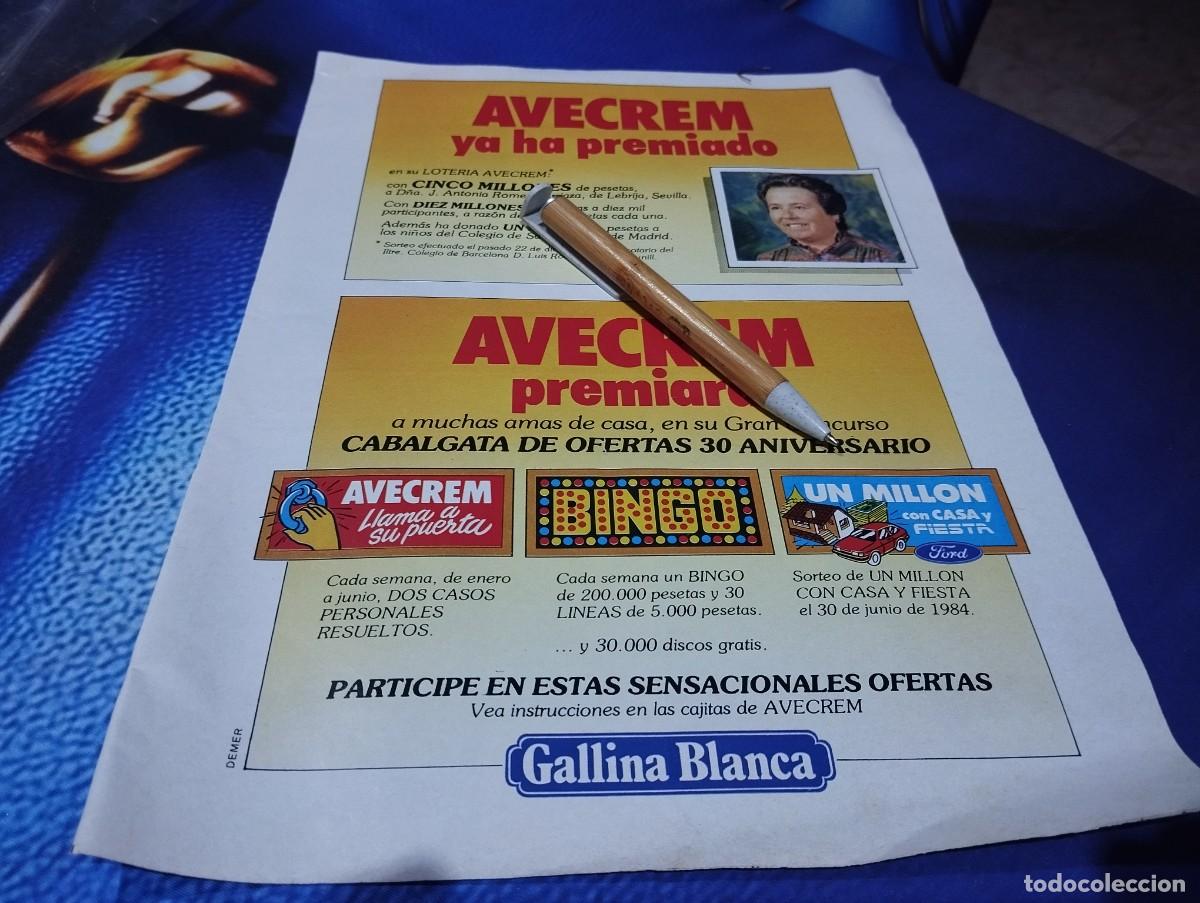 AVECREM
ya ha premiado
en su LOTERIA AVECREM:*
con CINCO MILLONES de pesetas,
a Dña. J. Antonia de Lebrija, Sevilla.
Con DIEZ MILLONES a diez mil
participantes, a razón de cada una.
Además ha donado UN pesetas a
los niños del Colegio de de Madrid.
* Sorteo efectuado el pasado 22 de notario del
Iltre. Colegio de Barcelona D. Luis
AVECREM
premiará
a muchas amas de casa, en su Gran Concurso
CABALGATA DE OFERTAS 30 ANIVERSARIO
AVECREM
Llama a
su puerta
BINGO
UN MILLON
con CASA y
FIESTA
Ford
Cada semana, de enero
a junio, DOS CASOS
PERSONALES
RESUELTOS.
Cada semana un BINGO
de 200.000 pesetas y 30
LINEAS de 5.000 pesetas.
Sorteo de UN MILLON
CON CASA Y FIESTA
el 30 de junio de 1984.
... y 30.000 discos gratis.
PARTICIPE EN ESTAS SENSACIONALES OFERTAS
Vea instrucciones en las cajitas de AVECREM
DEMER
Gallina Blanca
todocoleccion